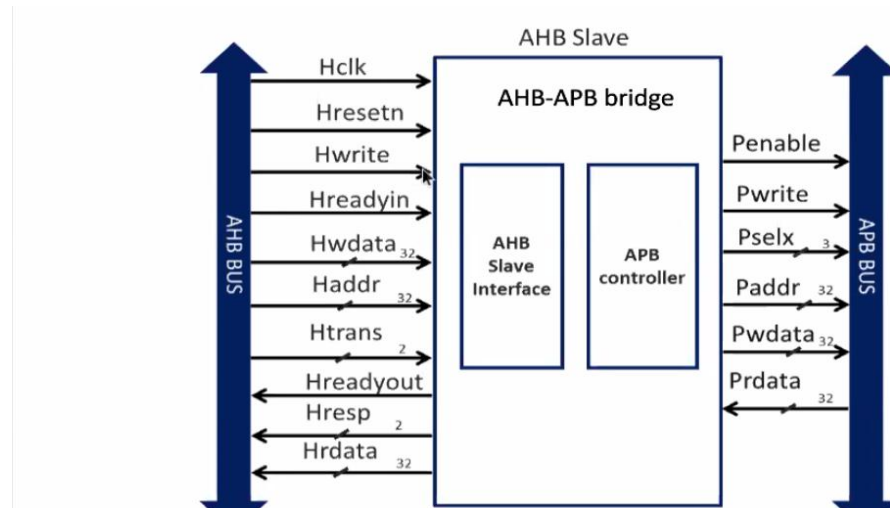 AHB Slave
AHB-APB bridge
AHB BUS
Hclk
Hresetn
Hwrite
Hreadyin
Hwdata 32
Haddr 32
Htrans 2
Hreadyout
Hresp 2
Hrdata 32
AHB
Slave
Interface
APB
controller
Penable
Pwrite
Pselx 3
Paddr 32
Pwdata 32
Prdata 32
APB BUS